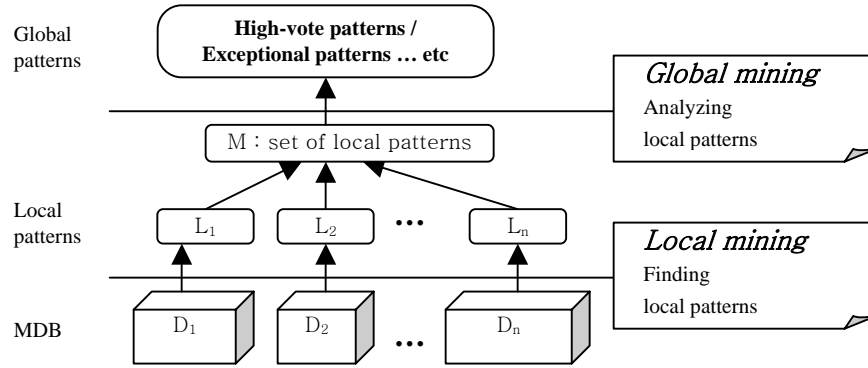 Global
patterns
High-vote patterns /
Exceptional patterns … etc
Global mining
Analyzing
local patterns
M : set of local patterns
Local
patterns
L1
L2
…
Ln
Local mining
Finding
local patterns
MDB
D1
D2
…
Dn